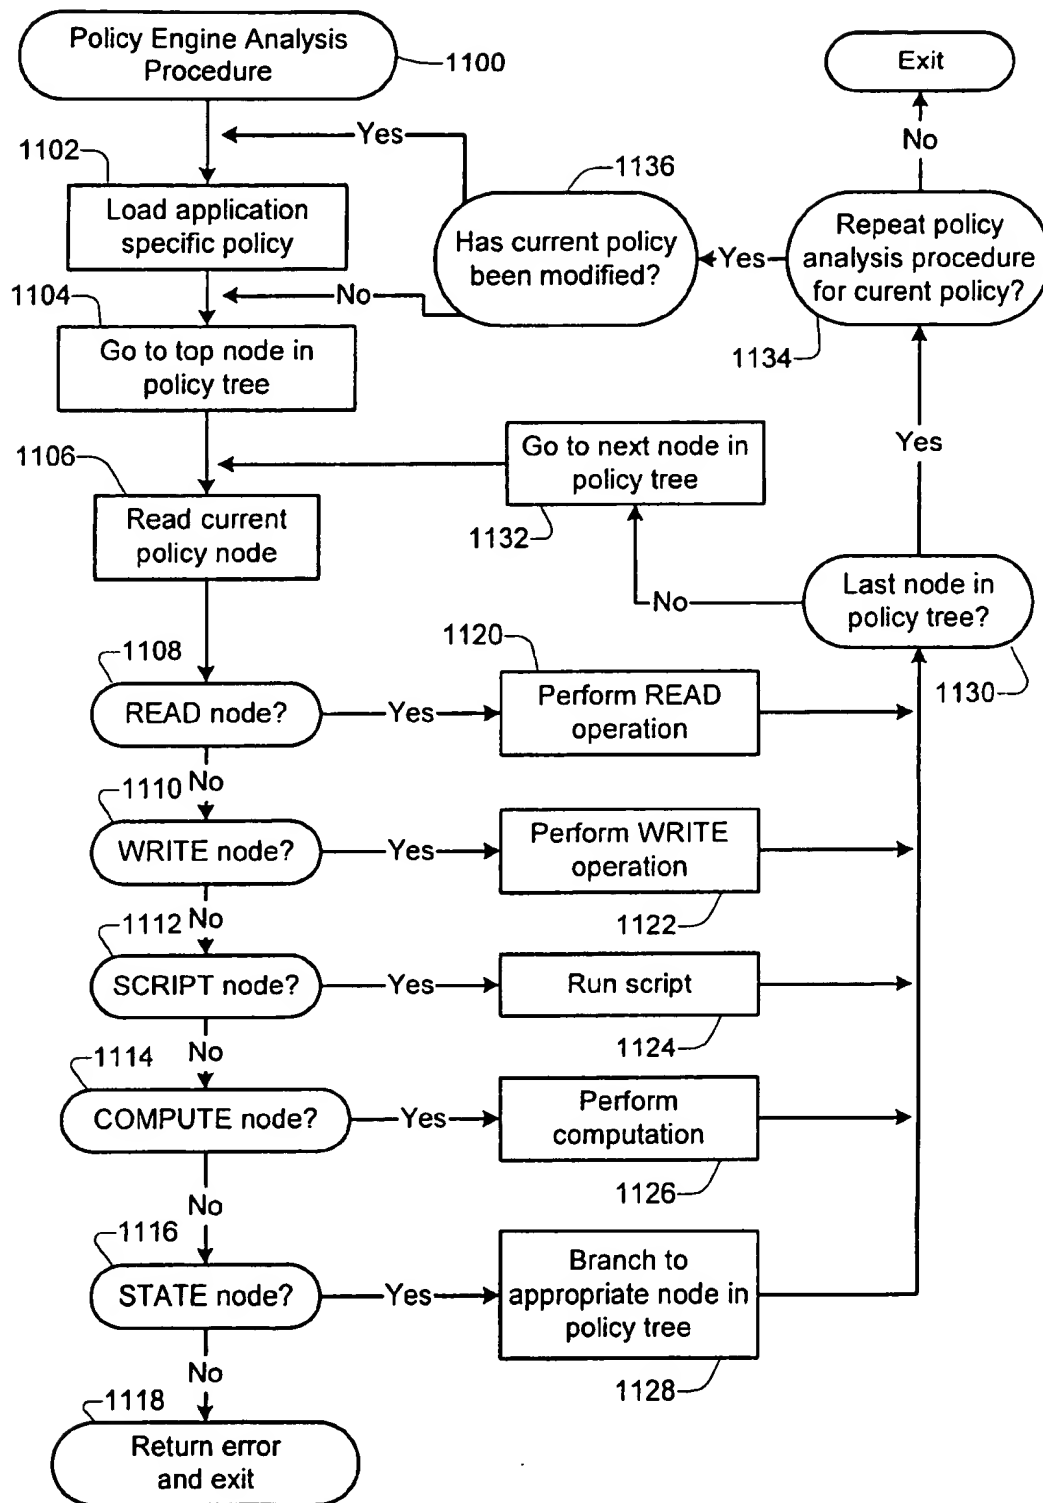 Policy Engine Analysis
Procedure
1100
Exit
Yes
No
1102
1136
Load application
specific policy
Has current policy
been modified?
Yes
Repeat policy
analysis procedure
for curent policy?
1104
No
1134
Go to top node in
policy tree
1106
Go to next node in
policy tree
Yes
Read current
policy node
1132
No
Last node in
policy tree?
1130
1108
1120
READ node?
Yes
Perform READ
operation
1110
No
WRITE node?
Yes
Perform WRITE
operation
1122
1112
No
SCRIPT node?
Yes
Run script
1124
No
1114
COMPUTE node?
Yes
Perform
computation
1126
No
1116
STATE node?
Yes
Branch to
appropriate node in
policy tree
1128
No
1118
Return error
and exit